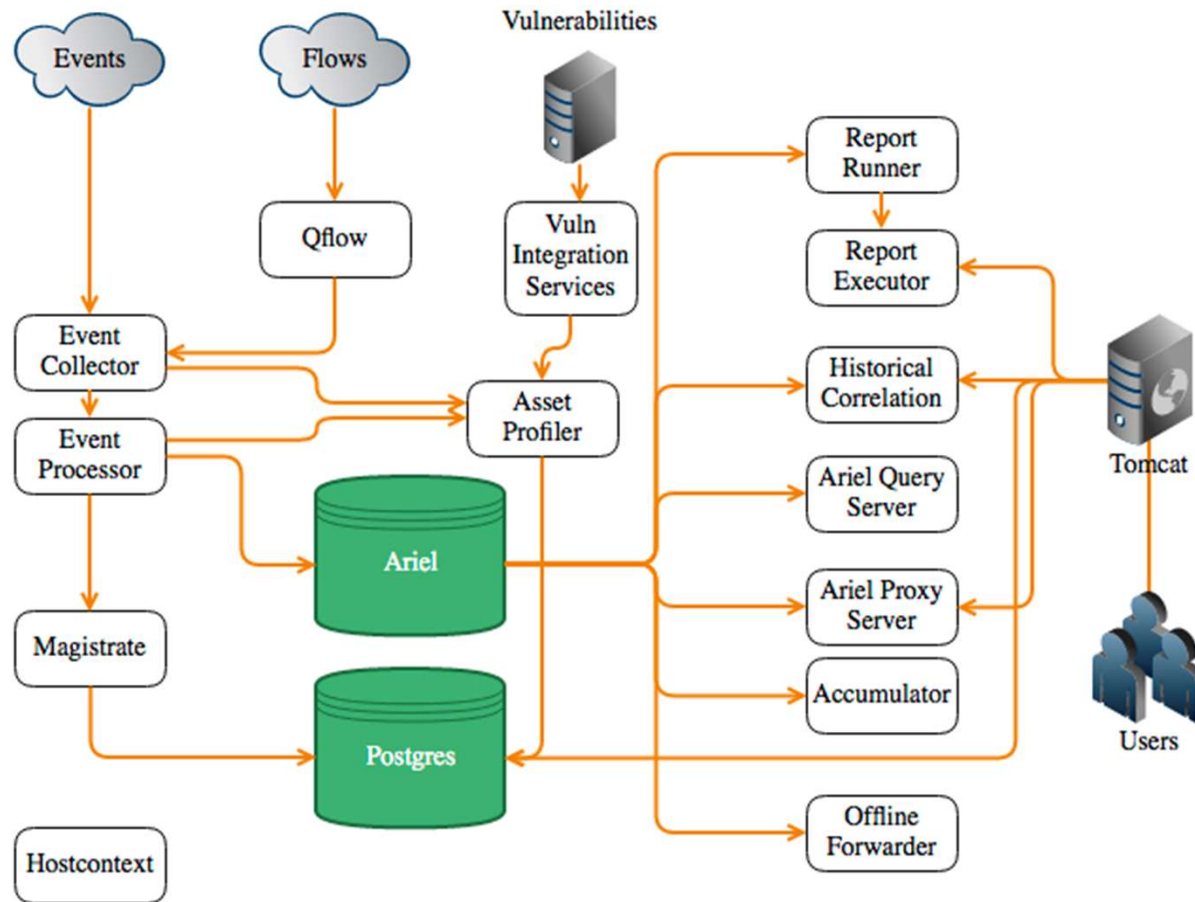 Vulnerabilities
Events
Flows
Report
Runner
Qflow
Vuln
Integration
Services
Report
Executor
Event
Collector
Historical
Correlation
Asset
Profiler
Event
Processor
Tomcat
Ariel Query
Server
Ariel
Ariel Proxy
Server
Magistrate
Accumulator
Users
Postgres
Offline
Forwarder
Hostcontext